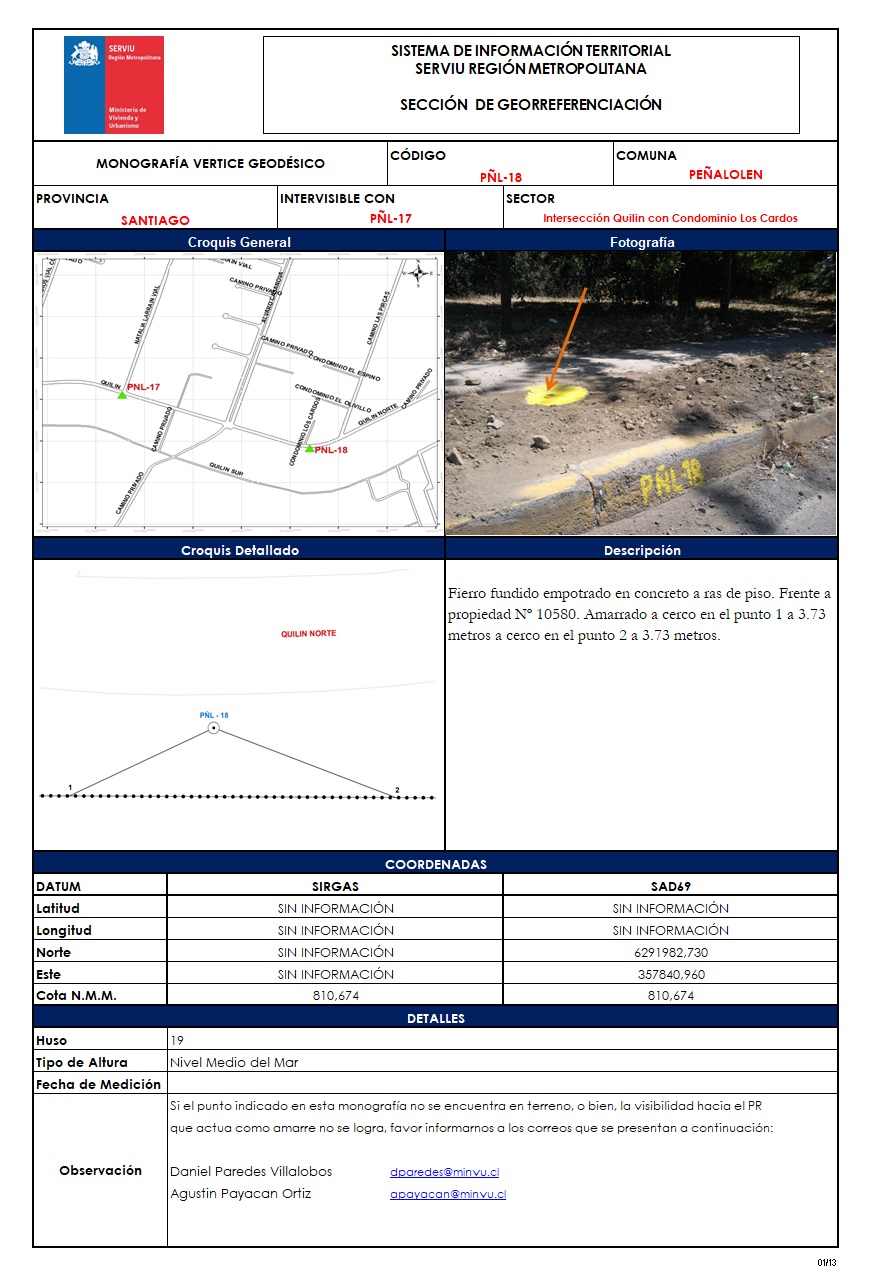 SERVIU
Región Metropolitana
Ministerio de
Vivienda y
Urbanismo
SISTEMA DE INFORMACIÓN TERRITORIAL
SERVIU REGIÓN METROPOLITANA
SECCIÓN DE GEORREFERENCIACIÓN
MONOGRAFÍA VERTICE GEODÉSICO
CÓDIGO
PÑL-18
COMUNA
PEÑALOLEN
PROVINCIA
SANTIAGO
INTERVISIBLE CON
PÑL-17
SECTOR
Intersección Quilin con Condominio Los Cardos
Croquis General
Fotografía
CAMINO PRIVADO
NATALIA LARRAIN VIAL
CAMINO LAS PIRCAS
CAMINO PRIVADO
CONDOMINIO EL ESPINO
QUILIN
PNL-17
CONDOMINIO EL OLIVILLO
CAMINO PRIVADO
QUILIN NORTE
CAMINO PRIVADO
CONDOMINIO LOS CARDOS
PNL-18
QUILIN SUR
CAMINO PRIVADO
N
E
S
PÑL18
Croquis Detallado
Descripción
QUILIN NORTE
PÑL - 18
1
2
Fierro fundido empotrado en concreto a ras de piso. Frente a
propiedad N° 10580. Amarrado a cerco en el punto 1 a 3.73
metros a cerco en el punto 2 a 3.73 metros.
COORDENADAS
DATUM SIRGAS SAD69
Latitud SIN INFORMACIÓN SIN INFORMACIÓN
Longitud SIN INFORMACIÓN SIN INFORMACIÓN
Norte SIN INFORMACIÓN 6291982,730
Este SIN INFORMACIÓN 357840,960
Cota N.M.M. 810,674 810,674
DETALLES
Huso 19
Tipo de Altura Nivel Medio del Mar
Fecha de Medición
Observación
Si el punto indicado en esta monografía no se encuentra en terreno, o bien, la visibilidad hacia el PR
que actua como amarre no se logra, favor informarnos a los correos que se presentan a continuación:
Daniel Paredes Villalobos dparedes@minvu.cl
Agustin Payacan Ortiz apayacan@minvu.cl
01/13